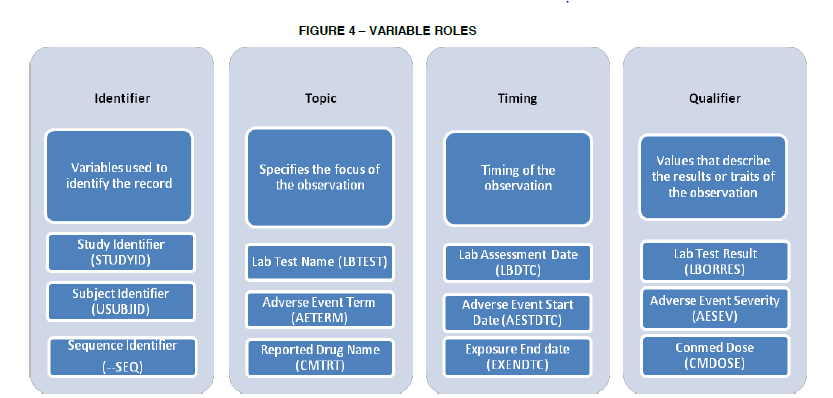 FIGURE 4 – VARIABLE ROLES
Identifier
Variables used to
identify the record
Study Identifier
(STUDYID)
Subject Identifier
(USUBJID)
Sequence Identifier
(--SEQ)
Topic
Specifies the focus of
the observation
Lab Test Name (LBTEST)
Adverse Event Term
(AETERM)
Reported Drug Name
(CMTRT)
Timing
Timing of the
observation
Lab Assessment Date
(LBDTC)
Adverse Event Start
Date (AESTDTC)
Exposure End date
(EXENDTC)
Qualifier
Values that describe
the results or traits of
the observation
Lab Test Result
(LBORRES)
Adverse Event Severity
(AESEV)
Conmed Dose
(CMDOSE)